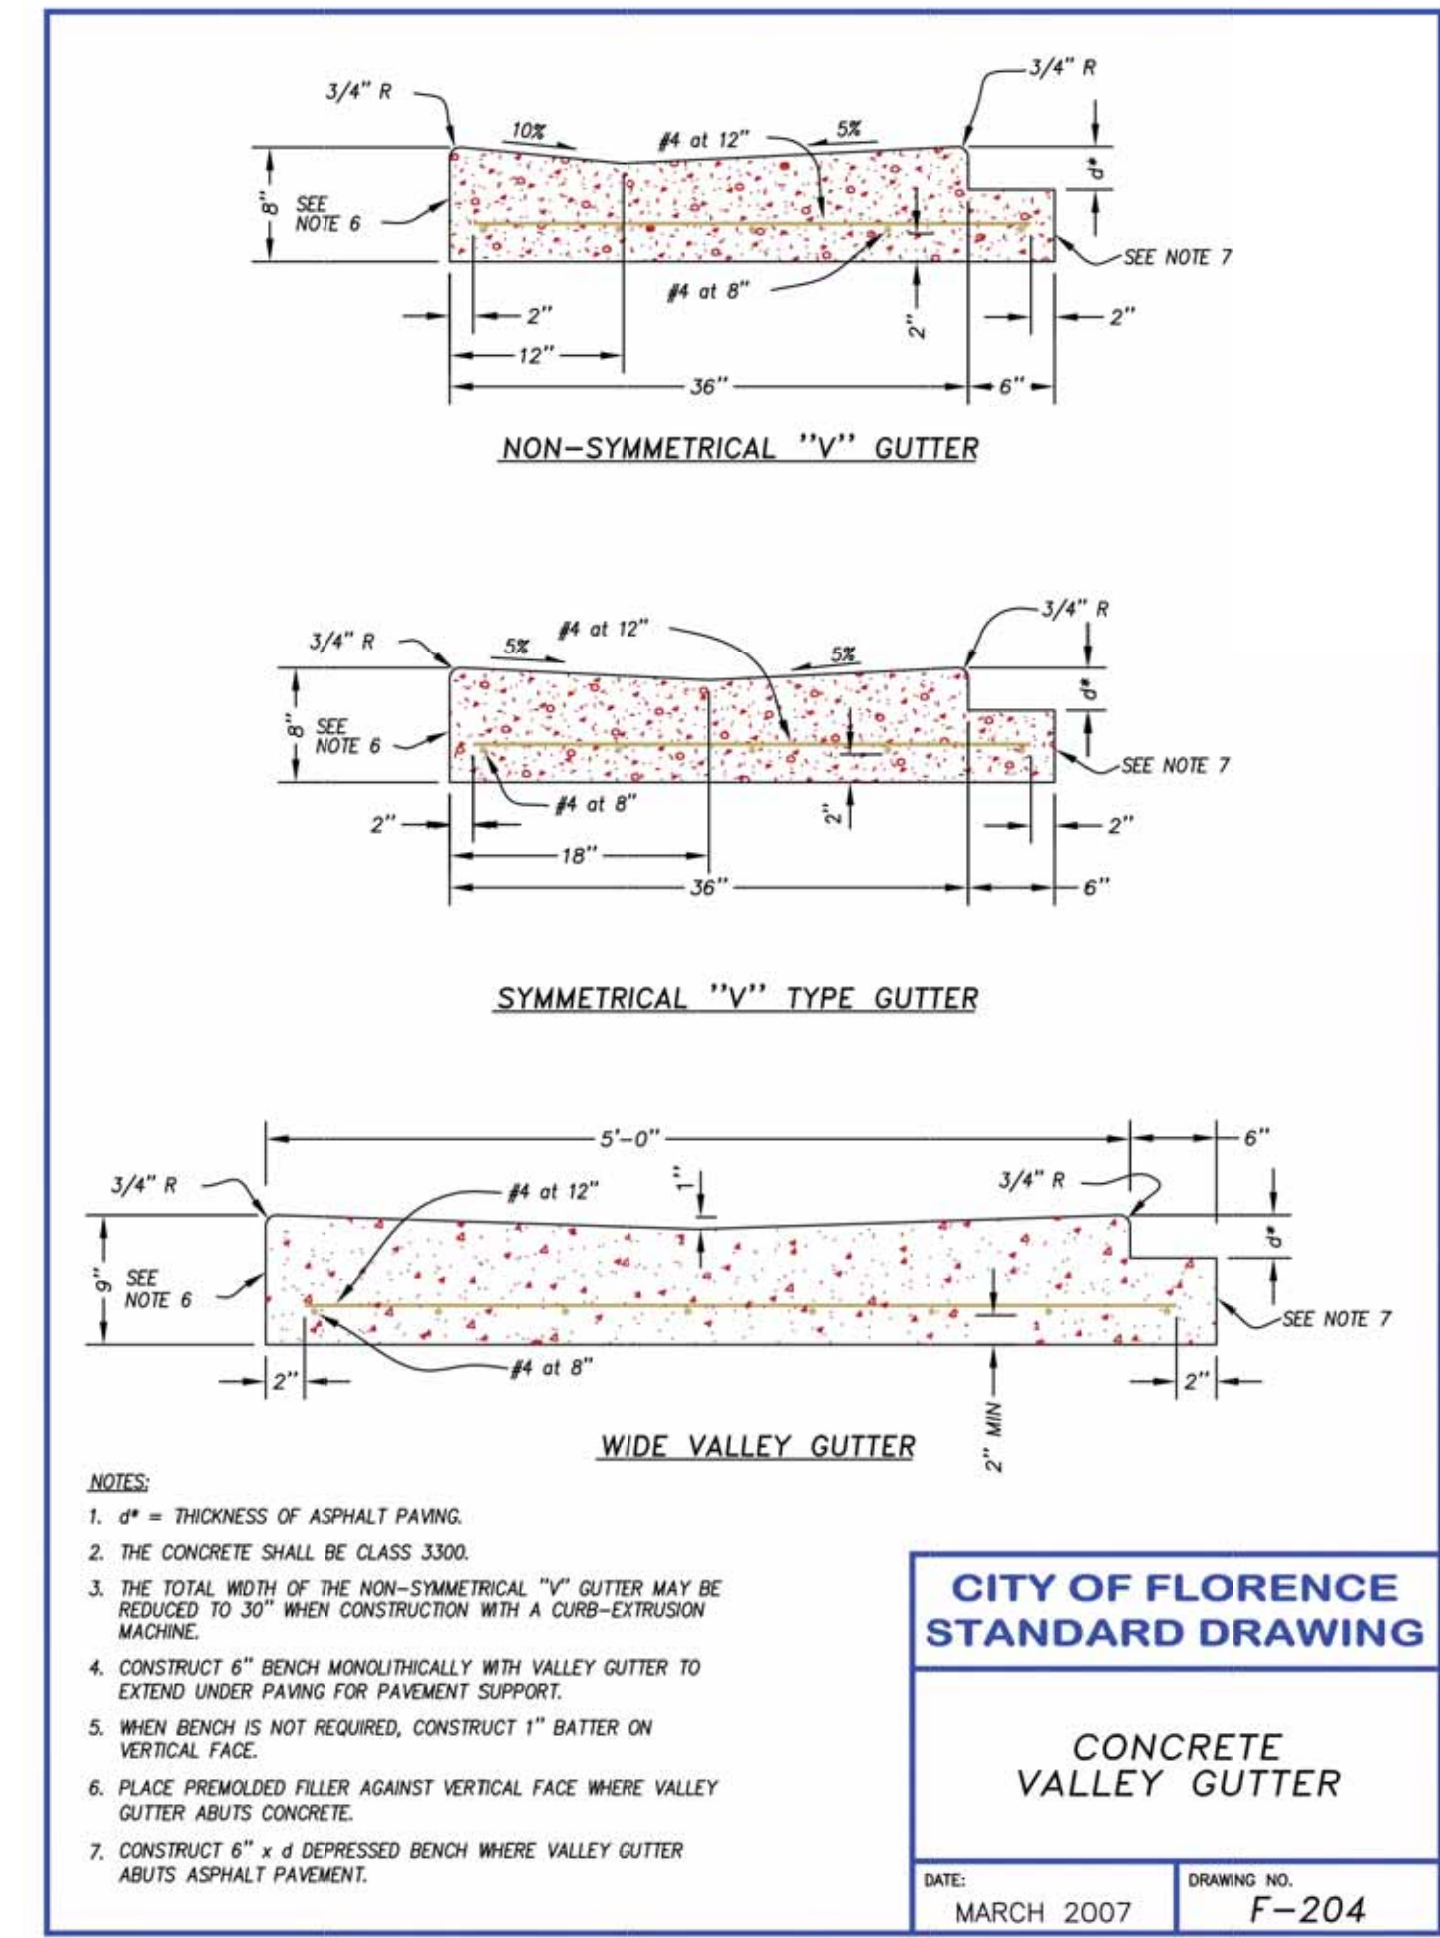 3/4" R
3/4" R
10%
#4 at 12"
5%
d*
8"
SEE
NOTE 6
SEE NOTE 7
#4 at 8"
2"
2"
2"
12"
36"
6"
NON-SYMMETRICAL "V" GUTTER
3/4" R
#4 at 12"
3/4" R
5%
5%
d*
8"
SEE
NOTE 6
SEE NOTE 7
#4 at 8"
2"
2"
2"
18"
36"
6"
SYMMETRICAL "V" TYPE GUTTER
5'-0"
6"
3/4" R
#4 at 12"
1"
3/4" R
d*
9"
SEE
NOTE 6
SEE NOTE 7
#4 at 8"
2"
2"
2" MIN
WIDE VALLEY GUTTER
NOTES:
1. d* = THICKNESS OF ASPHALT PAVING.
2. THE CONCRETE SHALL BE CLASS 3300.
3. THE TOTAL WIDTH OF THE NON-SYMMETRICAL "V" GUTTER MAY BE
REDUCED TO 30" WHEN CONSTRUCTION WITH A CURB-EXTRUSION
MACHINE.
4. CONSTRUCT 6" BENCH MONOLITHICALLY WITH VALLEY GUTTER TO
EXTEND UNDER PAVING FOR PAVEMENT SUPPORT.
5. WHEN BENCH IS NOT REQUIRED, CONSTRUCT 1" BATTER ON
VERTICAL FACE.
6. PLACE PREMOLDED FILLER AGAINST VERTICAL FACE WHERE VALLEY
GUTTER ABUTS CONCRETE.
7. CONSTRUCT 6" x d DEPRESSED BENCH WHERE VALLEY GUTTER
ABUTS ASPHALT PAVEMENT.
CITY OF FLORENCE
STANDARD DRAWING
CONCRETE
VALLEY GUTTER
DATE:
MARCH 2007
DRAWING NO.
F-204